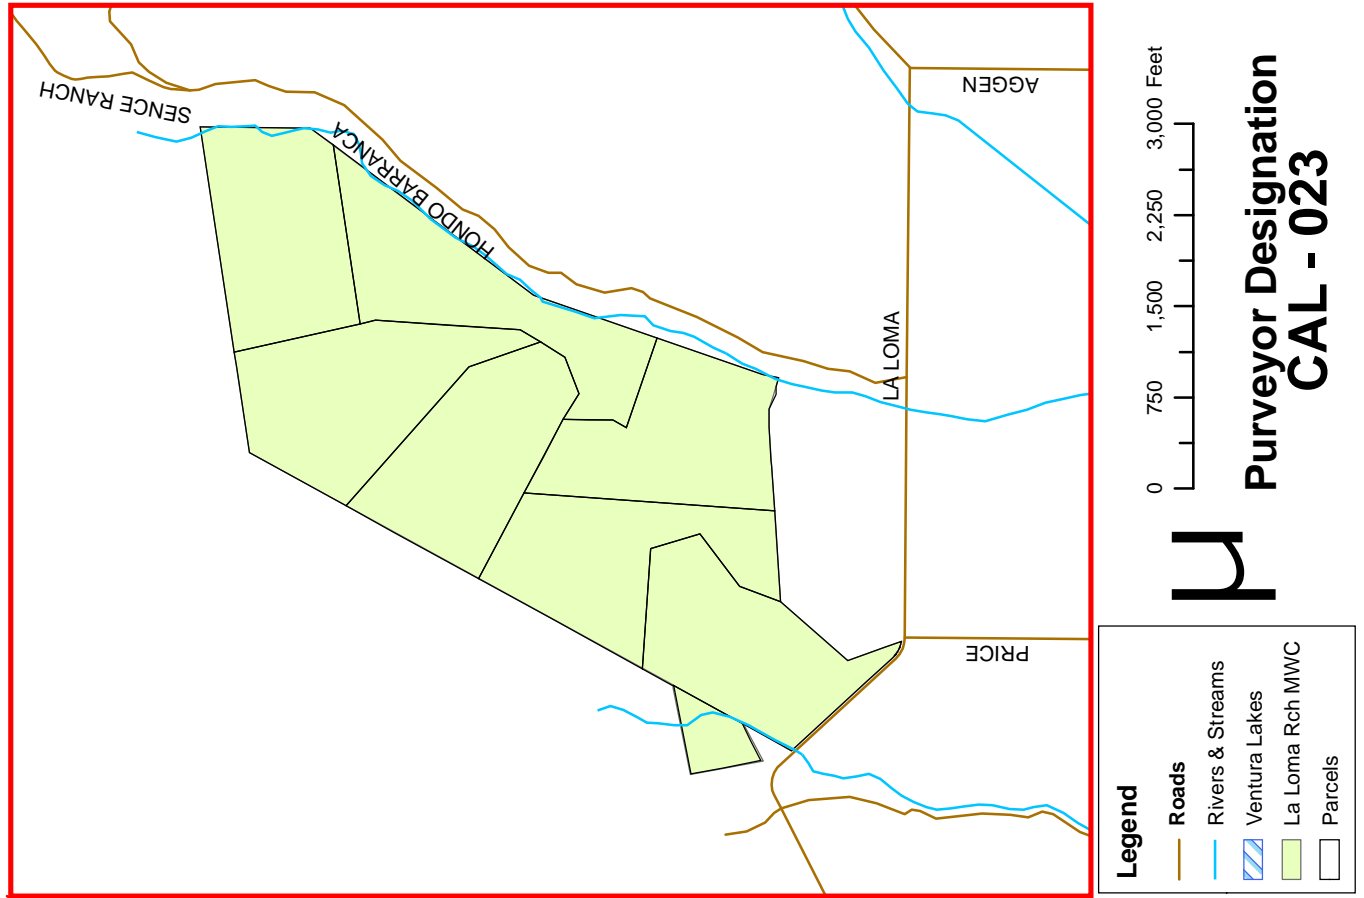 SENCE RANCH
HONDO BARRANCA
LA LOMA
AGGEN
PRICE
Legend
Roads
Rivers & Streams
Ventura Lakes
La Loma Rch MWC
Parcels
µ
0 750 1,500 2,250 3,000 Feet
Purveyor Designation
CAL - 023